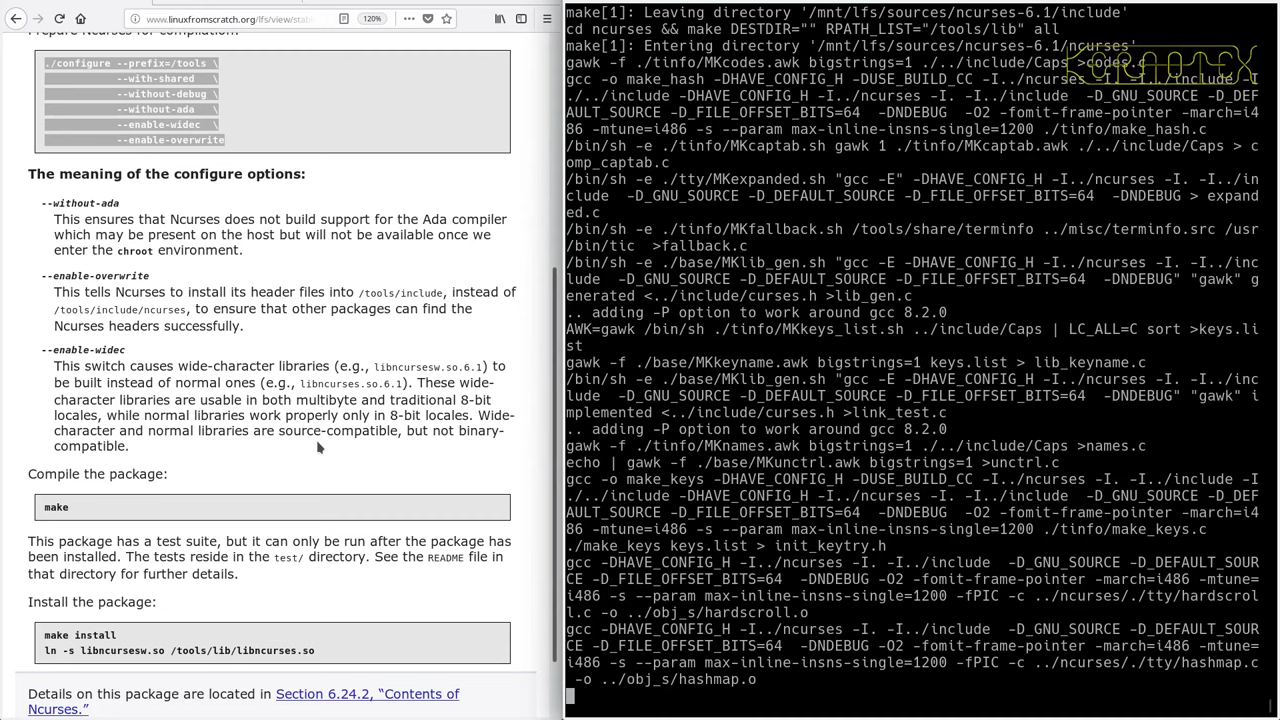 www.linuxfromscratch.org/lfs/view/stab
120%
Prepare Ncurses for compilation:
./configure --prefix=/tools \
--with-shared \
--without-debug \
--without-ada \
--enable-widec \
--enable-overwrite
The meaning of the configure options:
--without-ada
This ensures that Ncurses does not build support for the Ada compiler
which may be present on the host but will not be available once we
enter the chroot environment.
--enable-overwrite
This tells Ncurses to install its header files into /tools/include, instead of
/tools/include/ncurses, to ensure that other packages can find the
Ncurses headers successfully.
--enable-widec
This switch causes wide-character libraries (e.g., libncursesw.so.6.1) to
be built instead of normal ones (e.g., libncurses.so.6.1). These wide-
character libraries are usable in both multibyte and traditional 8-bit
locales, while normal libraries work properly only in 8-bit locales. Wide-
character and normal libraries are source-compatible, but not binary-
compatible.
Compile the package:
make
This package has a test suite, but it can only be run after the package has
been installed. The tests reside in the test/ directory. See the README file in
that directory for further details.
Install the package:
make install
ln -s libncursesw.so /tools/lib/libncurses.so
Details on this package are located in Section 6.24.2, “Contents of
Ncurses.”
make[1]: Leaving directory '/mnt/lfs/sources/ncurses-6.1/include'
cd ncurses && make DESTDIR="" RPATH_LIST="/tools/lib" all
make[1]: Entering directory '/mnt/lfs/sources/ncurses-6.1/ncurses'
gawk -f ./tinfo/MKcodes.awk bigstrings=1 ./../include/Caps >codes.c
gcc -o make_hash -DHAVE_CONFIG_H -DUSE_BUILD_CC -I../ncurses -I. -I../include -I
./../include -DHAVE_CONFIG_H -I../ncurses -I. -I../include -D_GNU_SOURCE -D_DEF
AULT_SOURCE -D_FILE_OFFSET_BITS=64  -DNDEBUG -O2 -fomit-frame-pointer -march=i4
86 -mtune=i486 -s --param max-inline-insns-single=1200 ./tinfo/make_hash.c
/bin/sh -e ./tinfo/MKcaptab.sh gawk 1 ./tinfo/MKcaptab.awk ./../include/Caps > c
omp_captab.c
/bin/sh -e ./tty/MKexpanded.sh "gcc -E" -DHAVE_CONFIG_H -I../ncurses -I. -I../in
clude  -D_GNU_SOURCE -D_DEFAULT_SOURCE -D_FILE_OFFSET_BITS=64  -DNDEBUG > expand
ed.c
/bin/sh -e ./tinfo/MKfallback.sh /tools/share/terminfo ../misc/terminfo.src /usr
/bin/tic  >fallback.c
/bin/sh -e ./base/MKlib_gen.sh "gcc -E -DHAVE_CONFIG_H -I../ncurses -I. -I../inc
lude  -D_GNU_SOURCE -D_DEFAULT_SOURCE -D_FILE_OFFSET_BITS=64  -DNDEBUG" "gawk" g
enerated <../include/curses.h >lib_gen.c
.. adding -P option to work around gcc 8.2.0
AWK=gawk /bin/sh ./tinfo/MKkeys_list.sh ../include/Caps | LC_ALL=C sort >keys.li
st
gawk -f ./base/MKkeyname.awk bigstrings=1 keys.list > lib_keyname.c
/bin/sh -e ./base/MKlib_gen.sh "gcc -E -DHAVE_CONFIG_H -I../ncurses -I. -I../inc
lude  -D_GNU_SOURCE -D_DEFAULT_SOURCE -D_FILE_OFFSET_BITS=64  -DNDEBUG" "gawk" i
mplemented <../include/curses.h >link_test.c
.. adding -P option to work around gcc 8.2.0
gawk -f ./tinfo/MKnames.awk bigstrings=1 ./../include/Caps >names.c
echo | gawk -f ./base/MKunctrl.awk bigstrings=1 >unctrl.c
gcc -o make_keys -DHAVE_CONFIG_H -DUSE_BUILD_CC -I../ncurses -I. -I../include -I
./../include -DHAVE_CONFIG_H -I../ncurses -I. -I../include -D_GNU_SOURCE -D_DEF
AULT_SOURCE -D_FILE_OFFSET_BITS=64  -DNDEBUG -O2 -fomit-frame-pointer -march=i4
86 -mtune=i486 -s --param max-inline-insns-single=1200 ./tinfo/make_keys.c
./make_keys keys.list > init_keytry.h
gcc -DHAVE_CONFIG_H -I../ncurses -I. -I../include -D_GNU_SOURCE -D_DEFAULT_SOUR
CE -D_FILE_OFFSET_BITS=64  -DNDEBUG -O2 -fomit-frame-pointer -march=i486 -mtune=
i486 -s --param max-inline-insns-single=1200 -fPIC -c ../ncurses/./tty/hardscrol
l.c -o ../obj_s/hardscroll.o
gcc -DHAVE_CONFIG_H -I../ncurses -I. -I../include -D_GNU_SOURCE -D_DEFAULT_SOUR
CE -D_FILE_OFFSET_BITS=64  -DNDEBUG -O2 -fomit-frame-pointer -march=i486 -mtune=
i486 -s --param max-inline-insns-single=1200 -fPIC -c ../ncurses/./tty/hashmap.c
-o ../obj_s/hashmap.o